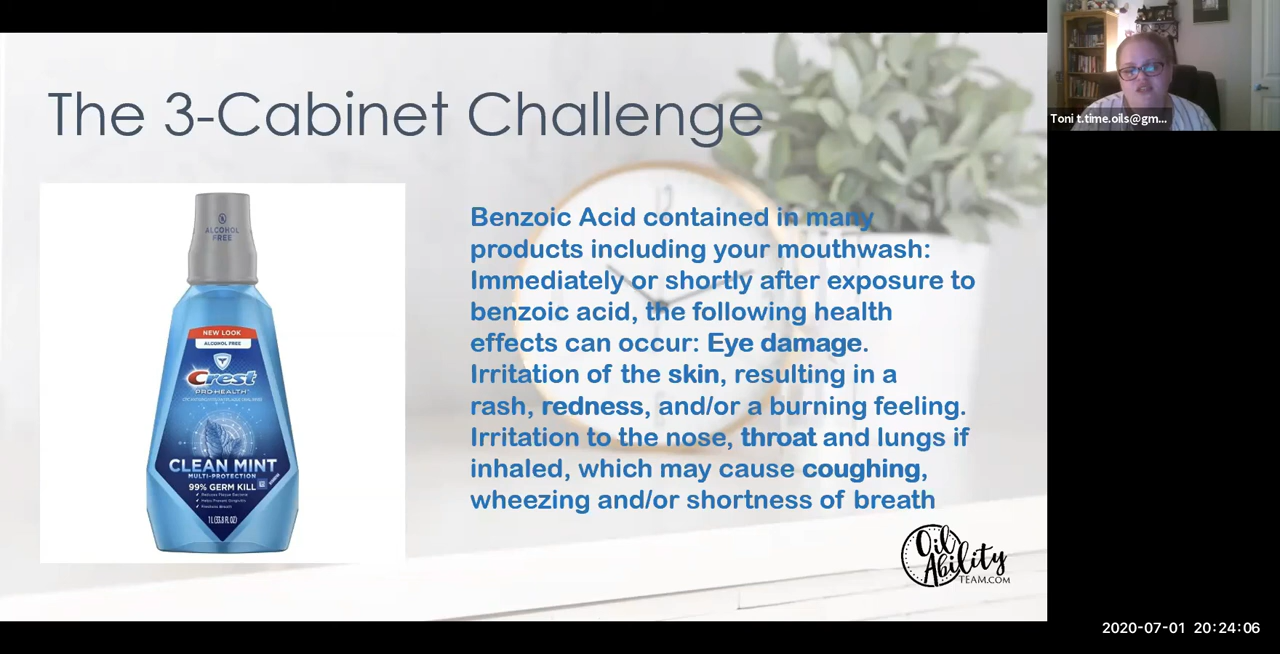 The 3-Cabinet Challenge
Toni t.time.oils@gm...
ALCOHOL
FREE
NEW LOOK
ALCOHOL FREE
Crest
PRO-HEALTH
CLEAN MINT
MULTI-PROTECTION
99% GERM KILL
1L (33.8 FL OZ)
Benzoic Acid contained in many
products including your mouthwash:
Immediately or shortly after exposure to
benzoic acid, the following health
effects can occur: Eye damage.
Irritation of the skin, resulting in a
rash, redness, and/or a burning feeling.
Irritation to the nose, throat and lungs if
inhaled, which may cause coughing,
wheezing and/or shortness of breath
Oil
Ability
TEAM.COM
2020-07-01 20:24:06